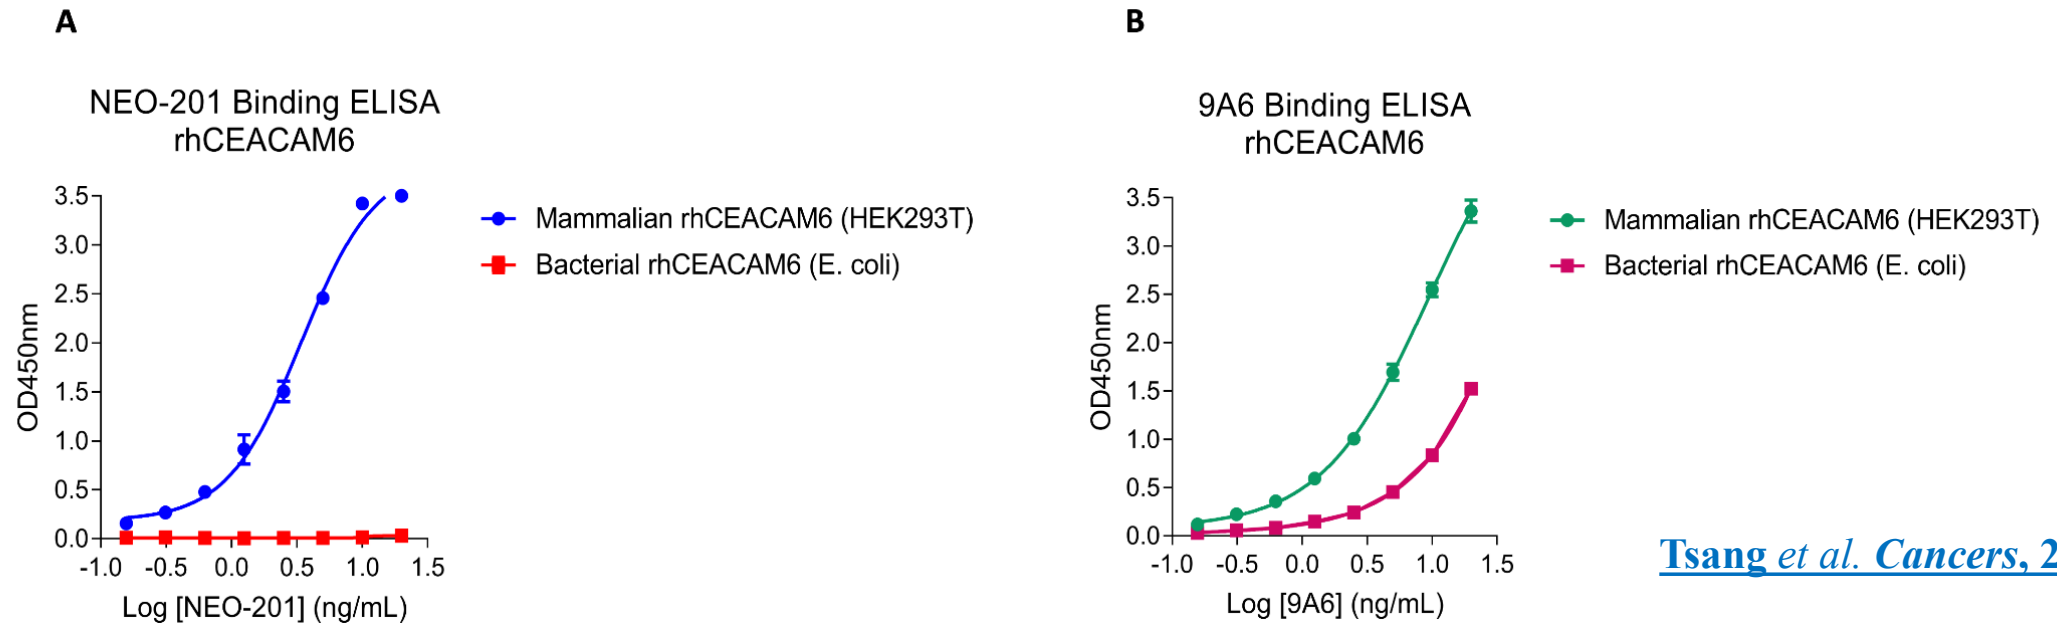 A
NEO-201 Binding ELISA
rhCEACAM6
3.5
3.0
2.5
2.0
1.5
1.0
0.5
0.0
OD450nm
-1.0 -0.5 0.0 0.5 1.0 1.5
Log [NEO-201] (ng/mL)
Mammalian rhCEACAM6 (HEK293T)
Bacterial rhCEACAM6 (E. coli)
B
9A6 Binding ELISA
rhCEACAM6
3.5
3.0
2.5
2.0
1.5
1.0
0.5
0.0
OD450nm
-1.0 -0.5 0.0 0.5 1.0 1.5
Log [9A6] (ng/mL)
Mammalian rhCEACAM6 (HEK293T)
Bacterial rhCEACAM6 (E. coli)
Tsang et al. Cancers, 2